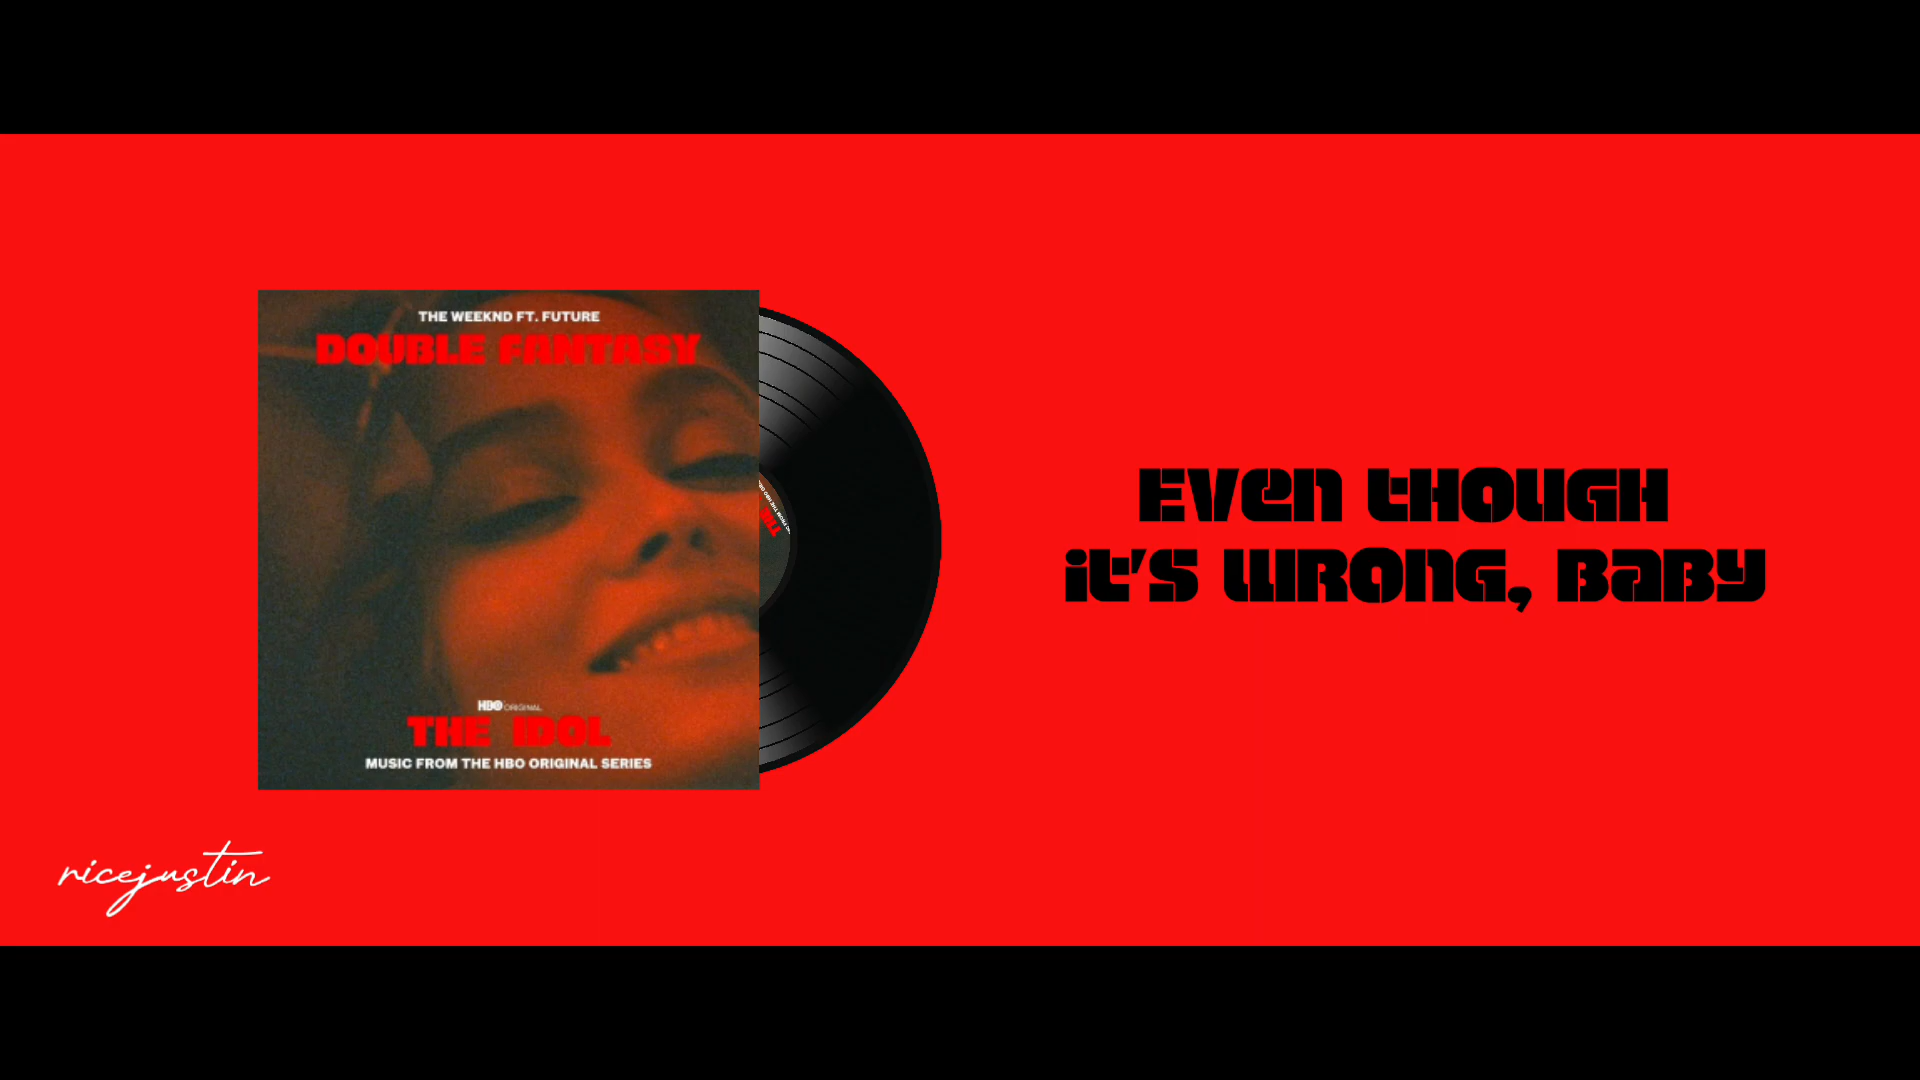 THE WEEKND FT. FUTURE
DOUBLE FANTASY
HBO ORIGINAL
THE IDOL
MUSIC FROM THE HBO ORIGINAL SERIES
Even though
it's wrong, baby
nicejustin